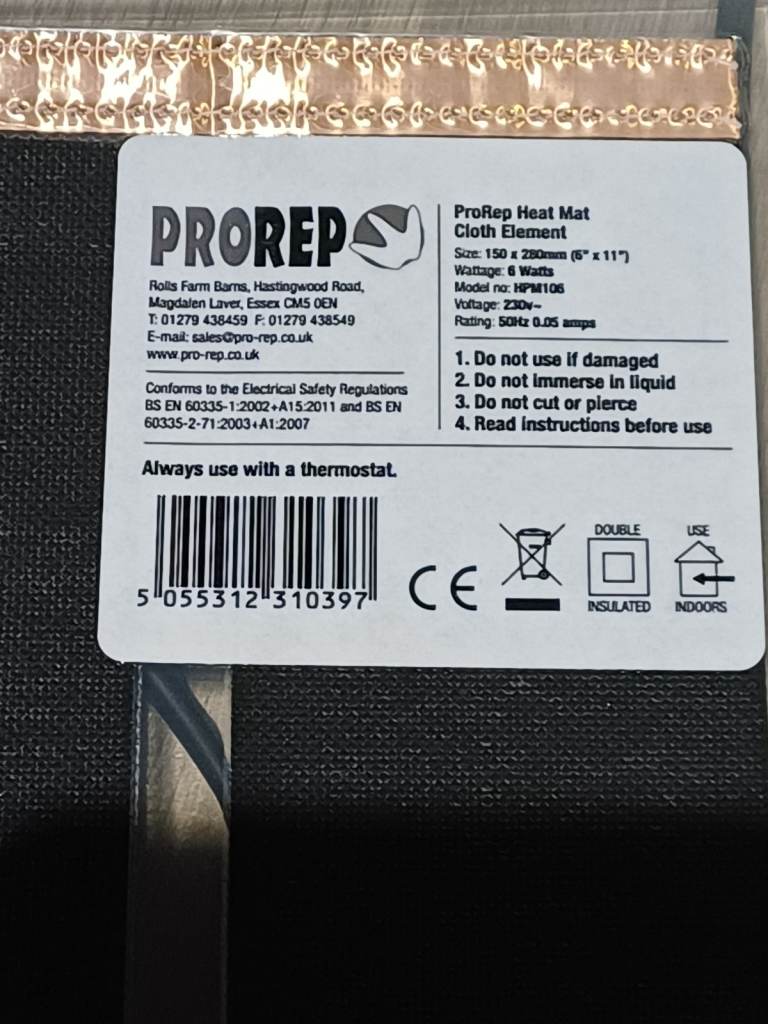 PROREP
Rolls Farm Barns, Hastingwood Road,
Magdalen Laver, Essex CM5 0EN
T: 01279 438459 F: 01279 438549
E-mail: sales@pro-rep.co.uk
www.pro-rep.co.uk
Conforms to the Electrical Safety Regulations
BS EN 60335-1:2002+A15:2011 and BS EN
60335-2-71:2003+A1:2007
ProRep Heat Mat
Cloth Element
Size: 150 x 280mm (6" x 11")
Wattage: 6 Watts
Model no: HPM106
Voltage: 230v~
Rating: 50Hz 0.05 amps
1. Do not use if damaged
2. Do not immerse in liquid
3. Do not cut or pierce
4. Read instructions before use
Always use with a thermostat.
5 055312 310397
CE
DOUBLE
INSULATED
USE
INDOORS